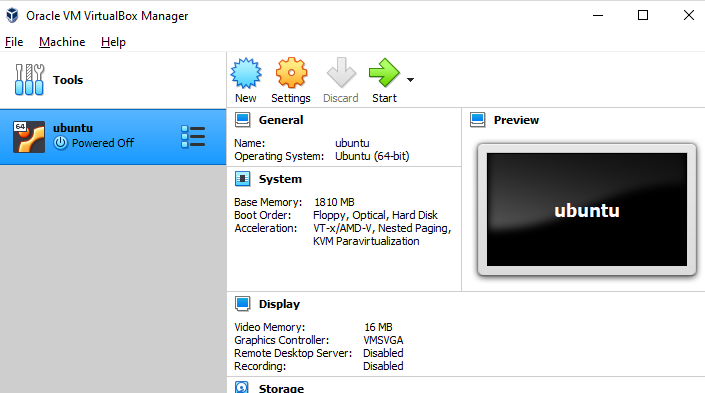 Oracle VM VirtualBox Manager
File Machine Help
Tools
New Settings Discard Start
64
ubuntu
Powered Off
General
Name: ubuntu
Operating System: Ubuntu (64-bit)
System
Base Memory: 1810 MB
Boot Order: Floppy, Optical, Hard Disk
Acceleration: VT-x/AMD-V, Nested Paging,
KVM Paravirtualization
Preview
ubuntu
Display
Video Memory: 16 MB
Graphics Controller: VMSVGA
Remote Desktop Server: Disabled
Recording: Disabled
Storage